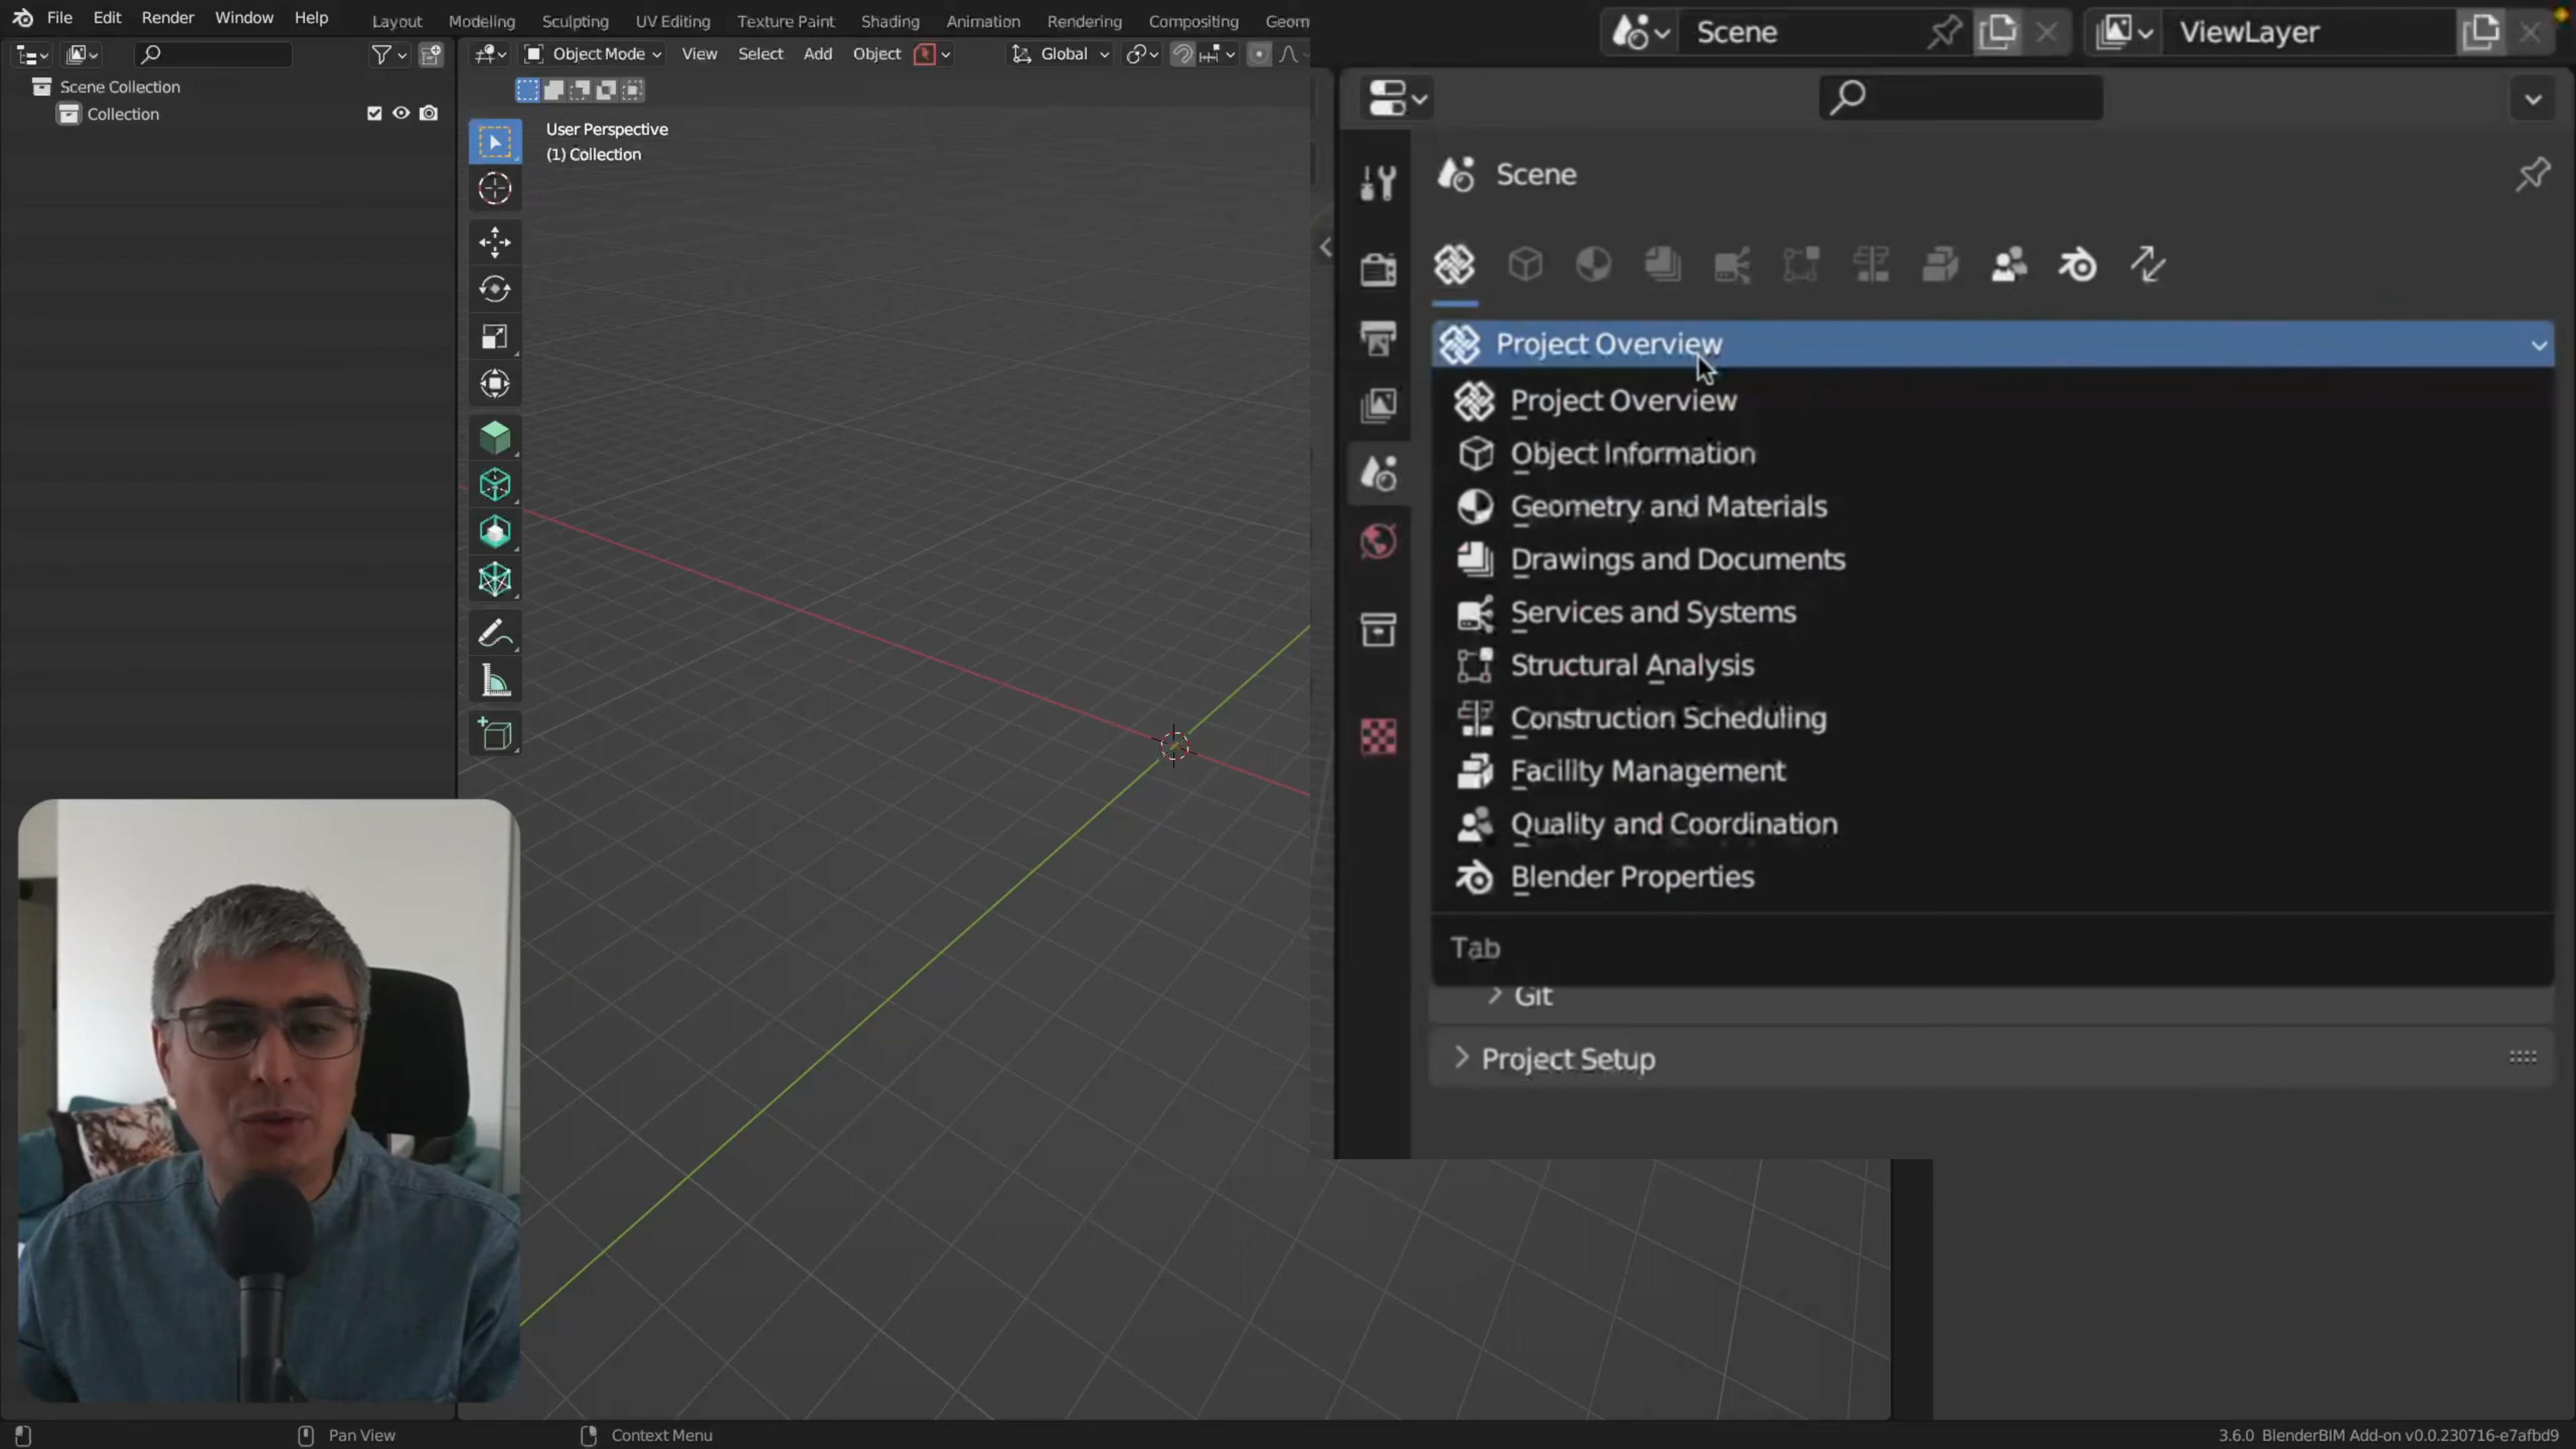 File Edit Render Window Help
Layout Modeling Sculpting UV Editing Texture Paint Shading Animation Rendering Compositing Geom
Scene ViewLayer
Object Mode View Select Add Object Global
Scene Collection
Collection
User Perspective
(1) Collection
Scene
Project Overview
Project Overview
Object Information
Geometry and Materials
Drawings and Documents
Services and Systems
Structural Analysis
Construction Scheduling
Facility Management
Quality and Coordination
Blender Properties
Tab
Git
Project Setup
Pan View Context Menu 3.6.0 BlenderBIM Add-on v0.0.230716-e7afbd9